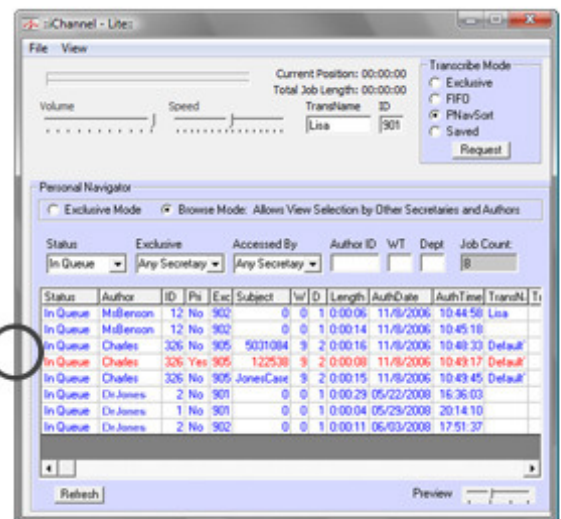 ::iChannel - Lite::
File View
Current Position: 00:00:00
Total Job Length: 00:00:00
Volume Speed TransName ID
Lisa 901
Transcribe Mode
Exclusive
FIFO
PNavSort
Saved
Request
Personal Navigator
Exclusive Mode Browse Mode: Allows View Selection by Other Secretaries and Authors
Status Exclusive Accessed By Author ID WT Dept Job Count:
In Queue Any Secretary Any Secretary 8
Status Author ID Pri Exc Subject W D Length AuthDate AuthTime TransN.
In Queue MsBenson 12 No 902 0 0 1 0:00:06 11/8/2006 10:44:58 Lisa
In Queue MsBenson 12 No 902 0 0 1 0:00:14 11/8/2006 10:45:18
In Queue Charles 326 No 905 5031084 9 2 0:00:16 11/8/2006 10:48:33 Default
In Queue Charles 326 Yes 905 122538 9 2 0:00:08 11/8/2006 10:49:17 Default
In Queue Charles 326 No 905 JonesCase 9 2 0:00:15 11/8/2006 10:49:45 Default
In Queue DrJones 2 No 901 0 0 1 0:00:29 05/22/2008 16:36:03
In Queue DrJones 1 No 901 0 0 1 0:00:04 05/29/2008 20:14:10
In Queue DrJones 2 No 902 0 0 1 0:00:11 06/03/2008 17:51:37
Refresh Preview